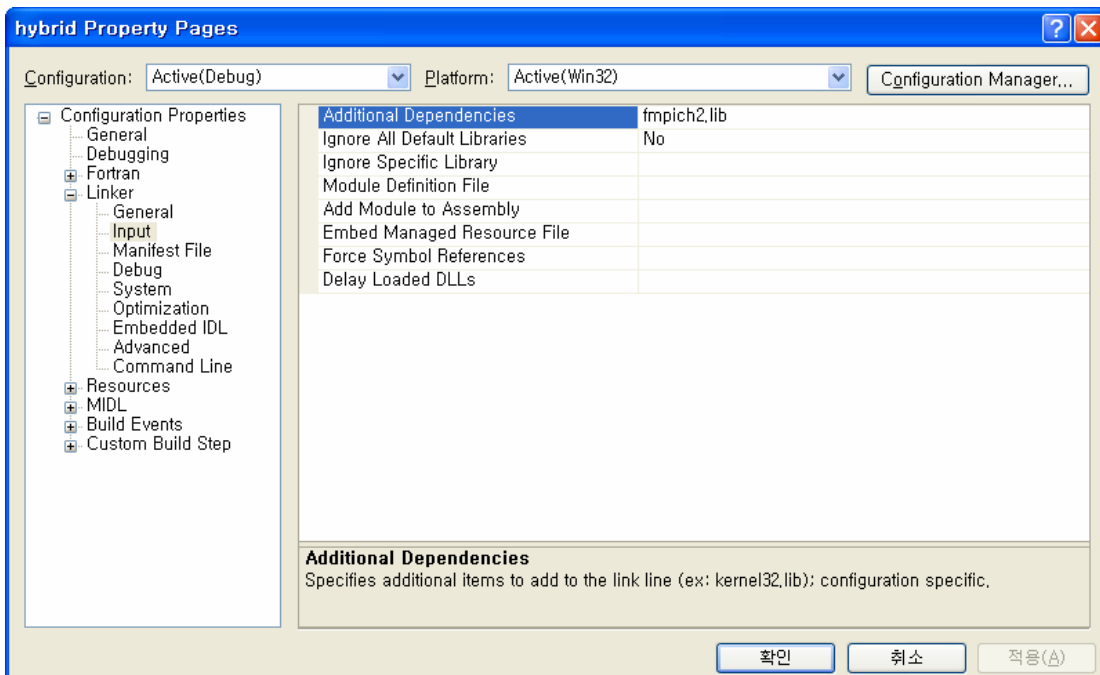 hybrid Property Pages
Configuration: Active(Debug) Platform: Active(Win32) Configuration Manager...
Configuration Properties
General
Debugging
Fortran
Linker
General
Input
Manifest File
Debug
System
Optimization
Embedded IDL
Advanced
Command Line
Resources
MIDL
Build Events
Custom Build Step
Additional Dependencies fmpich2.lib
Ignore All Default Libraries No
Ignore Specific Library
Module Definition File
Add Module to Assembly
Embed Managed Resource File
Force Symbol References
Delay Loaded DLLs
Additional Dependencies
Specifies additional items to add to the link line (ex: kernel32.lib); configuration specific.
확인 취소 적용(A)